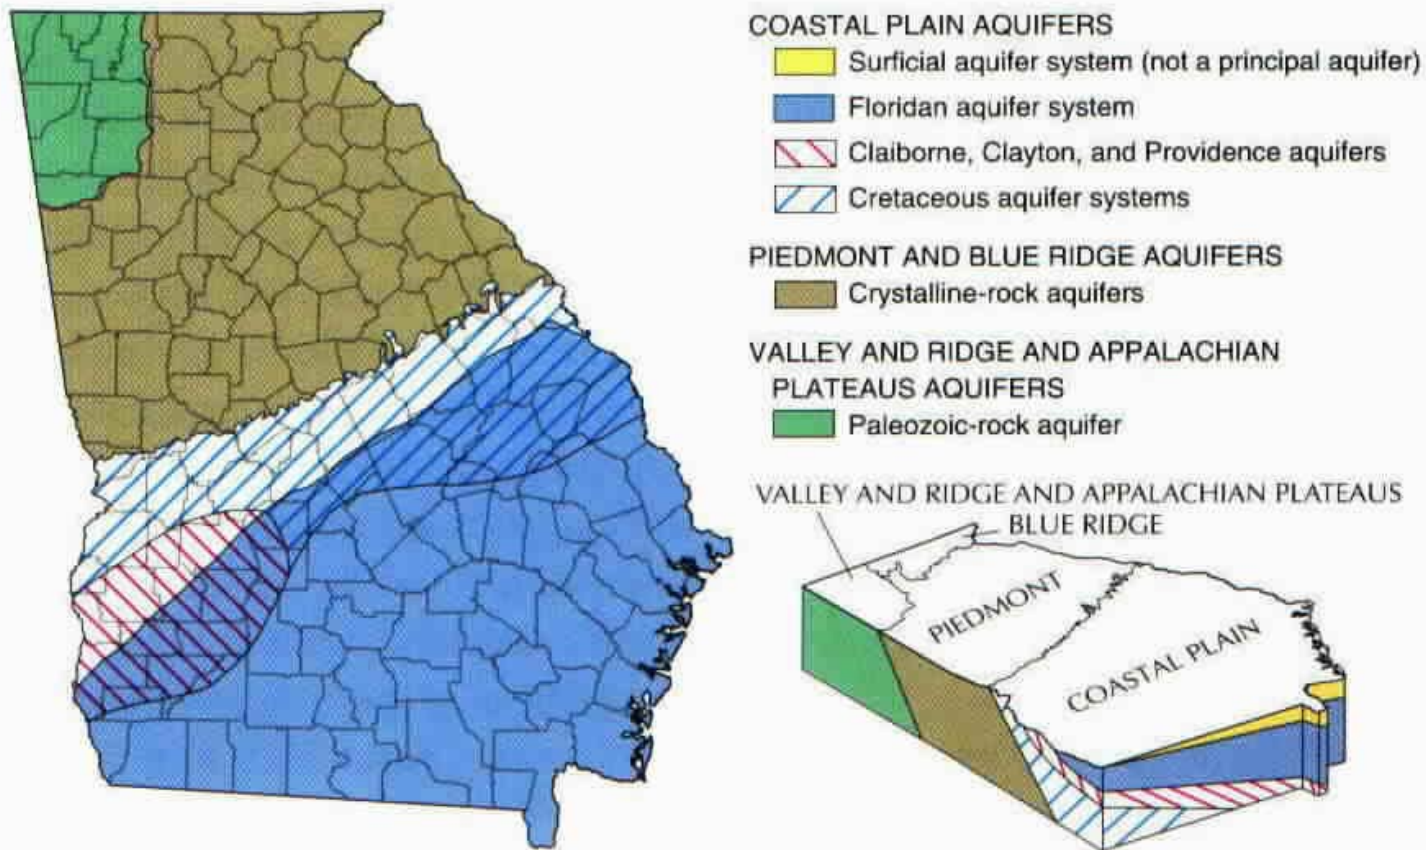 COASTAL PLAIN AQUIFERS
Surficial aquifer system (not a principal aquifer)
Floridan aquifer system
Claiborne, Clayton, and Providence aquifers
Cretaceous aquifer systems
PIEDMONT AND BLUE RIDGE AQUIFERS
Crystalline-rock aquifers
VALLEY AND RIDGE AND APPALACHIAN
PLATEAUS AQUIFERS
Paleozoic-rock aquifer
VALLEY AND RIDGE AND APPALACHIAN PLATEAUS
BLUE RIDGE
PIEDMONT
COASTAL PLAIN